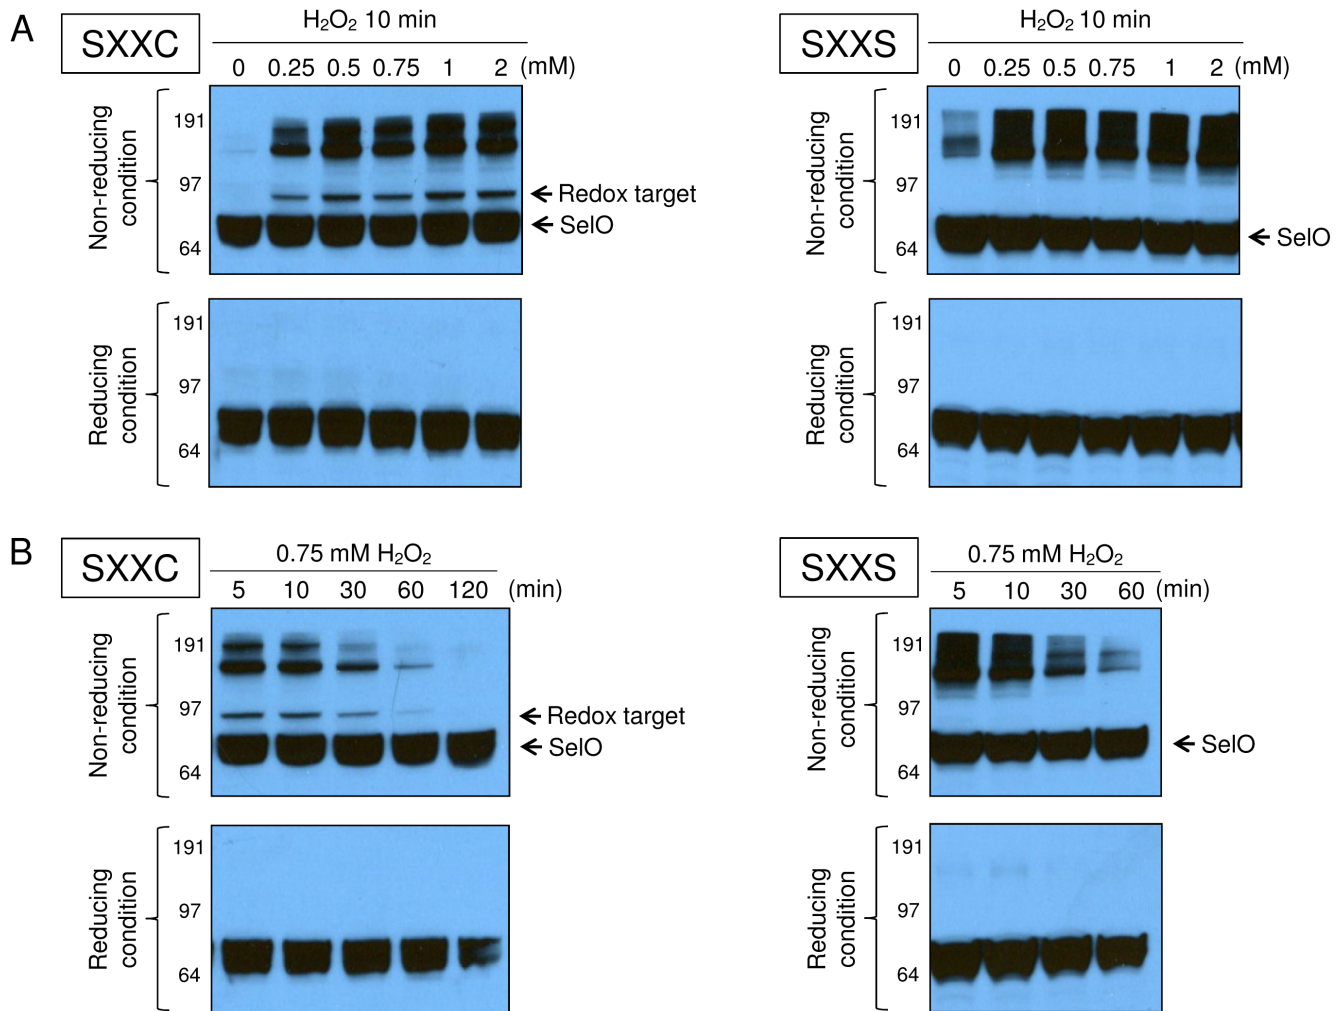 A
SXXC
H2O2 10 min
0 0.25 0.5 0.75 1 2 (mM)
Non-reducing condition
191
97
64
Redox target
SelO
Reducing condition
191
97
64
SXXS
H2O2 10 min
0 0.25 0.5 0.75 1 2 (mM)
Non-reducing condition
191
97
64
SelO
Reducing condition
191
97
64
B
SXXC
0.75 mM H2O2
5 10 30 60 120 (min)
Non-reducing condition
191
97
64
Redox target
SelO
Reducing condition
191
97
64
SXXS
0.75 mM H2O2
5 10 30 60 (min)
Non-reducing condition
191
97
64
SelO
Reducing condition
191
97
64